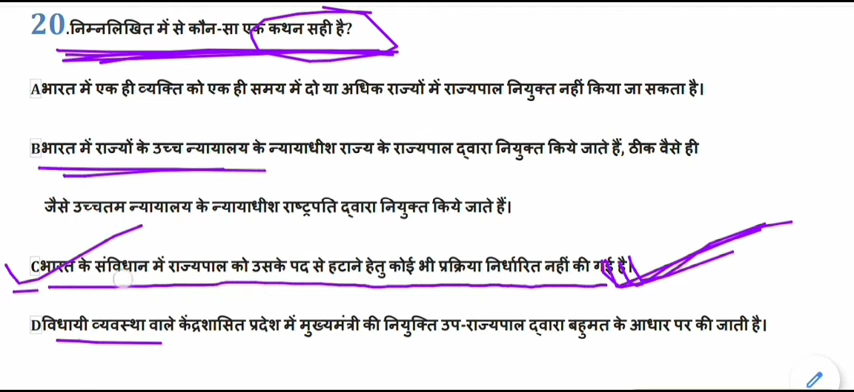 20.निम्नलिखित में से कौन-सा एक कथन सही है?
Aभारत में एक ही व्यक्ति को एक ही समय में दो या अधिक राज्यों में राज्यपाल नियुक्त नहीं किया जा सकता है।
Bभारत में राज्यों के उच्च न्यायालय के न्यायाधीश राज्य के राज्यपाल द्वारा नियुक्त किये जाते हैं, ठीक वैसे ही
जैसे उच्चतम न्यायालय के न्यायाधीश राष्ट्रपति द्वारा नियुक्त किये जाते हैं।
Cभारत के संविधान में राज्यपाल को उसके पद से हटाने हेतु कोई भी प्रक्रिया निर्धारित नहीं की गई है।
Dविधायी व्यवस्था वाले केंद्रशासित प्रदेश में मुख्यमंत्री की नियुक्ति उप-राज्यपाल द्वारा बहुमत के आधार पर की जाती है।